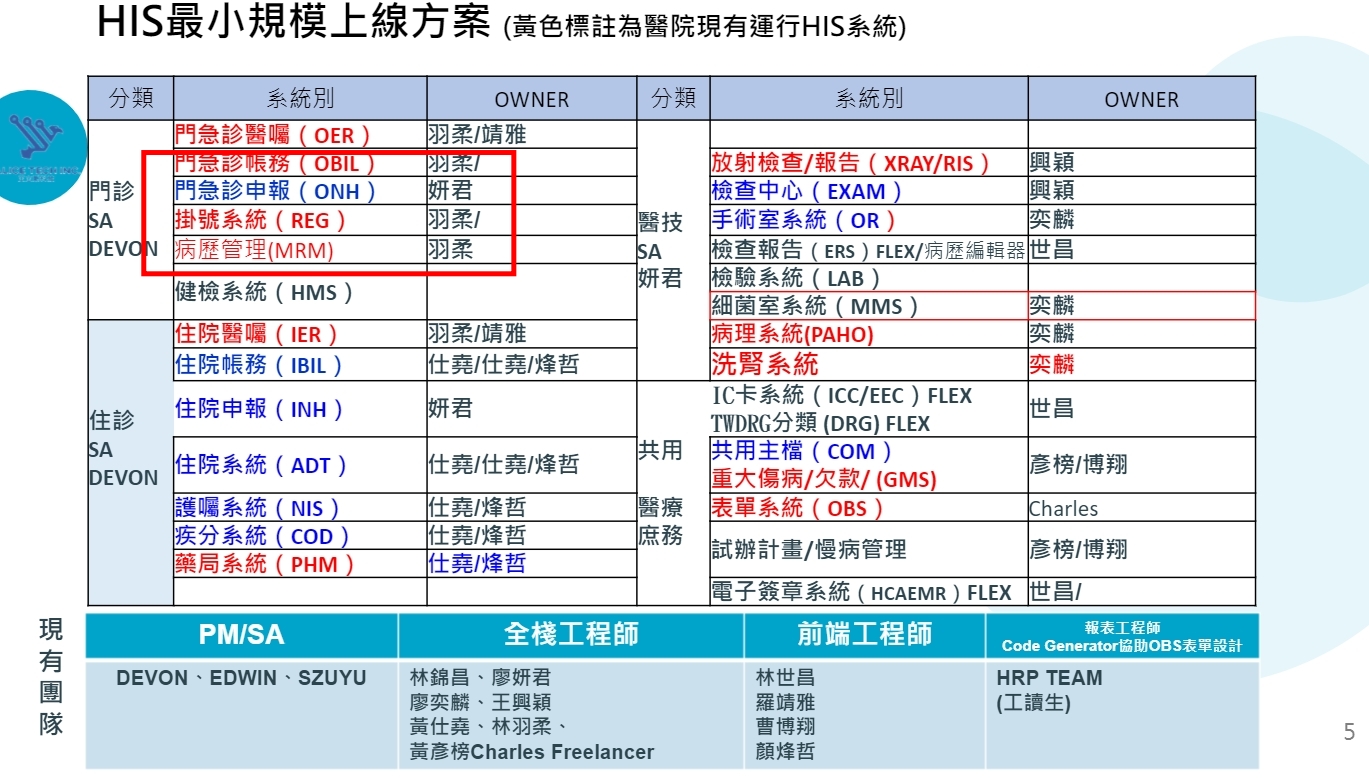 HIS最小規模上線方案 (黃色標註為醫院現有運行HIS系統)
分類 系統別 OWNER 分類 系統別 OWNER
門診
SA
DEVON
門急診醫囑（OER） 羽柔/靖雅
門急診帳務（OBIL） 羽柔/
門急診申報（ONH） 妍君
掛號系統（REG） 羽柔/
病歷管理(MRM) 羽柔
健檢系統（HMS）
住診
SA
DEVON
住院醫囑（IER） 羽柔/靖雅
住院帳務（IBIL） 仕堯/仕堯/烽哲
住院申報（INH） 妍君
住院系統（ADT） 仕堯/仕堯/烽哲
護囑系統（NIS） 仕堯/烽哲
疾分系統（COD） 仕堯/烽哲
藥局系統（PHM） 仕堯/烽哲
醫技
SA
妍君
放射檢查/報告（XRAY/RIS） 興穎
檢查中心（EXAM） 興穎
手術室系統（OR） 奕麟
檢查報告（ERS）FLEX/病歷編輯器 世昌
檢驗系統（LAB）
細菌室系統（MMS） 奕麟
病理系統(PAHO) 奕麟
洗腎系統 奕麟
共用
醫療
庶務
IC卡系統（ICC/EEC）FLEX
TWDRG分類 (DRG) FLEX
世昌
共用主檔（COM）
重大傷病/欠款/ (GMS)
彥榜/博翔
表單系統（OBS） Charles
試辦計畫/慢病管理 彥榜/博翔
電子簽章系統（HCAEMR）FLEX 世昌/
現
有
團
隊
PM/SA 全棧工程師 前端工程師 報表工程師
Code Generator協助OBS表單設計
DEVON、EDWIN、SZUYU
林錦昌、廖妍君
廖奕麟、王興穎
黃仕堯、林羽柔、
黃彥榜Charles Freelancer
林世昌
羅靖雅
曹博翔
顏烽哲
HRP TEAM
(工讀生)
5